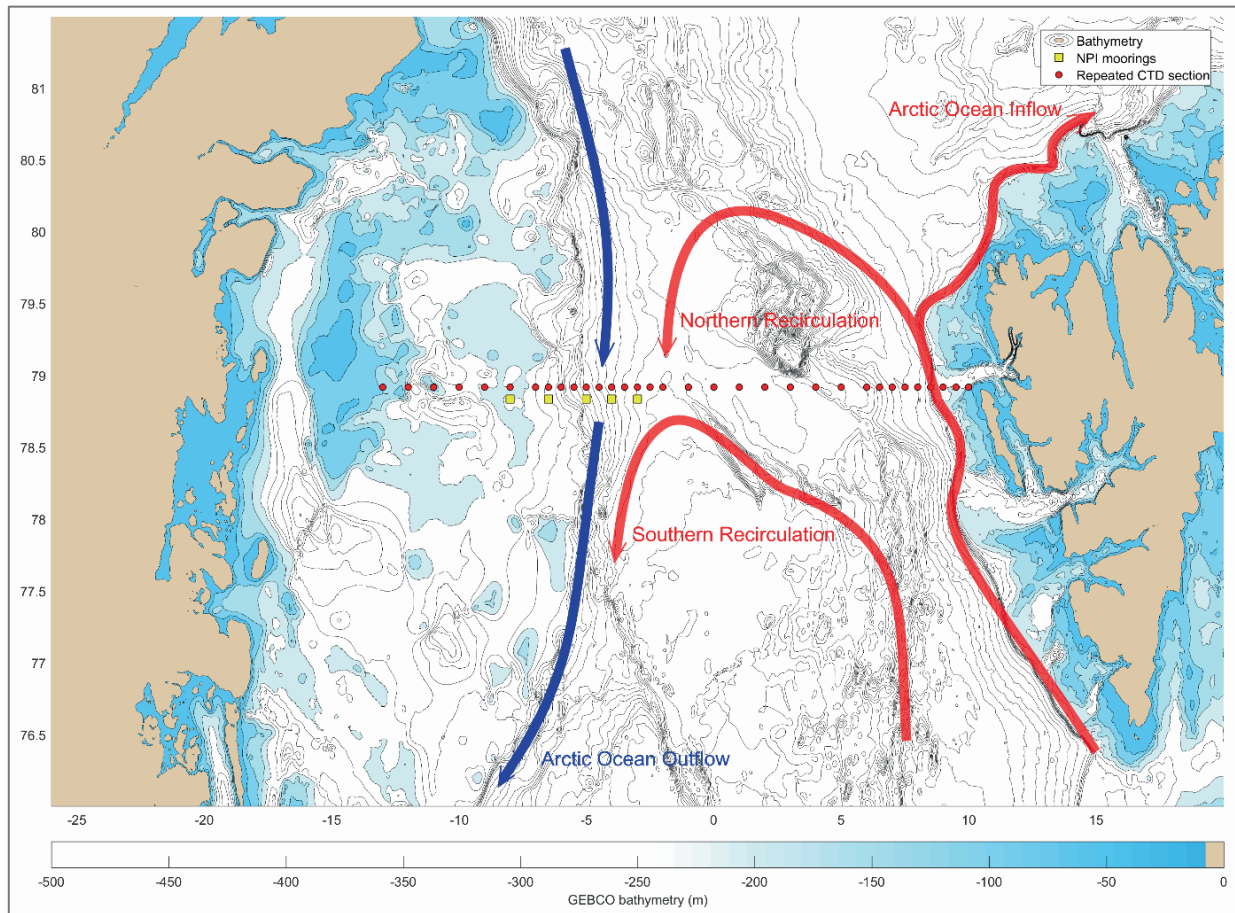 Bathymetry
NPI moorings
Repeated CTD section
Arctic Ocean Inflow
Northern Recirculation
Southern Recirculation
Arctic Ocean Outflow
81
80.5
80
79.5
79
78.5
78
77.5
77
76.5
-25 -20 -15 -10 -5 0 5 10 15
-500 -450 -400 -350 -300 -250 -200 -150 -100 -50 0
GEBCO bathymetry (m)